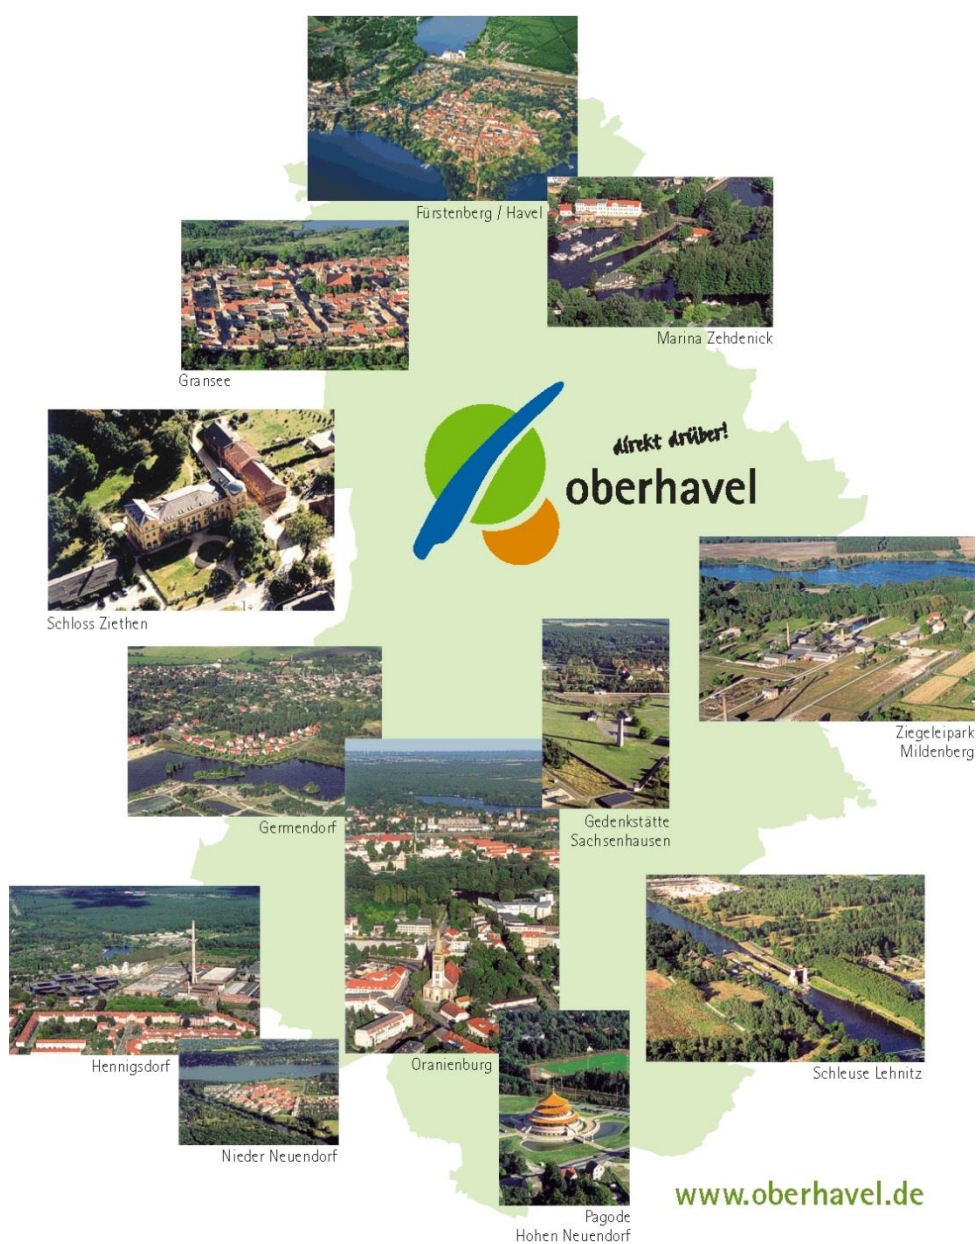 Fürstenberg / Havel
Marina Zehdenick
Gransee
direkt drüber!
oberhavel
Schloss Ziethen
Ziegeleipark
Mildenberg
Germendorf
Gedenkstätte
Sachsenhausen
Hennigsdorf
Oranienburg
Schleuse Lehnitz
Nieder Neuendorf
www.oberhavel.de
Pagode
Hohen Neuendorf